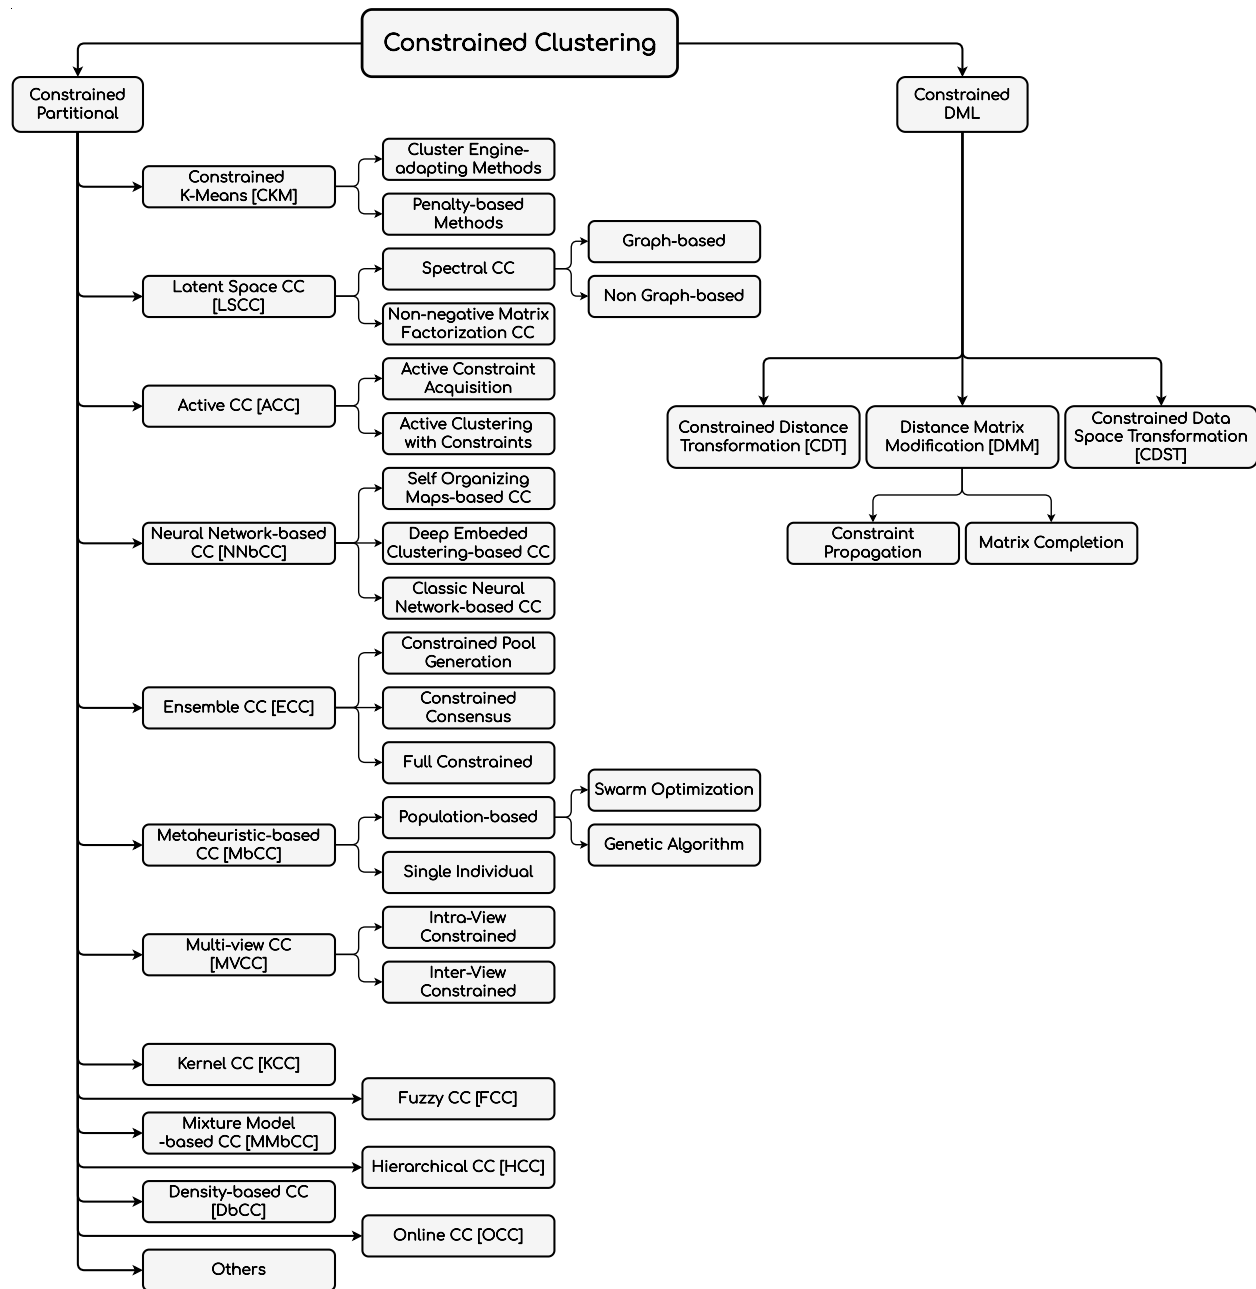 Constrained Clustering
Constrained
Partitional
Constrained
DML
Constrained
K-Means [CKM]
Cluster Engine-
adapting Methods
Penalty-based
Methods
Latent Space CC
[LSCC]
Spectral CC
Graph-based
Non Graph-based
Non-negative Matrix
Factorization CC
Active CC [ACC]
Active Constraint
Acquisition
Active Clustering
with Constraints
Constrained Distance
Transformation [CDT]
Distance Matrix
Modification [DMM]
Constrained Data
Space Transformation
[CDST]
Constraint
Propagation
Matrix Completion
Neural Network-based
CC [NNbCC]
Self Organizing
Maps-based CC
Deep Embeded
Clustering-based CC
Classic Neural
Network-based CC
Ensemble CC [ECC]
Constrained Pool
Generation
Constrained
Consensus
Full Constrained
Metaheuristic-based
CC [MbCC]
Population-based
Swarm Optimization
Genetic Algorithm
Single Individual
Multi-view CC
[MVCC]
Intra-View
Constrained
Inter-View
Constrained
Kernel CC [KCC]
Fuzzy CC [FCC]
Mixture Model
-based CC [MMbCC]
Hierarchical CC [HCC]
Density-based CC
[DbCC]
Online CC [OCC]
Others